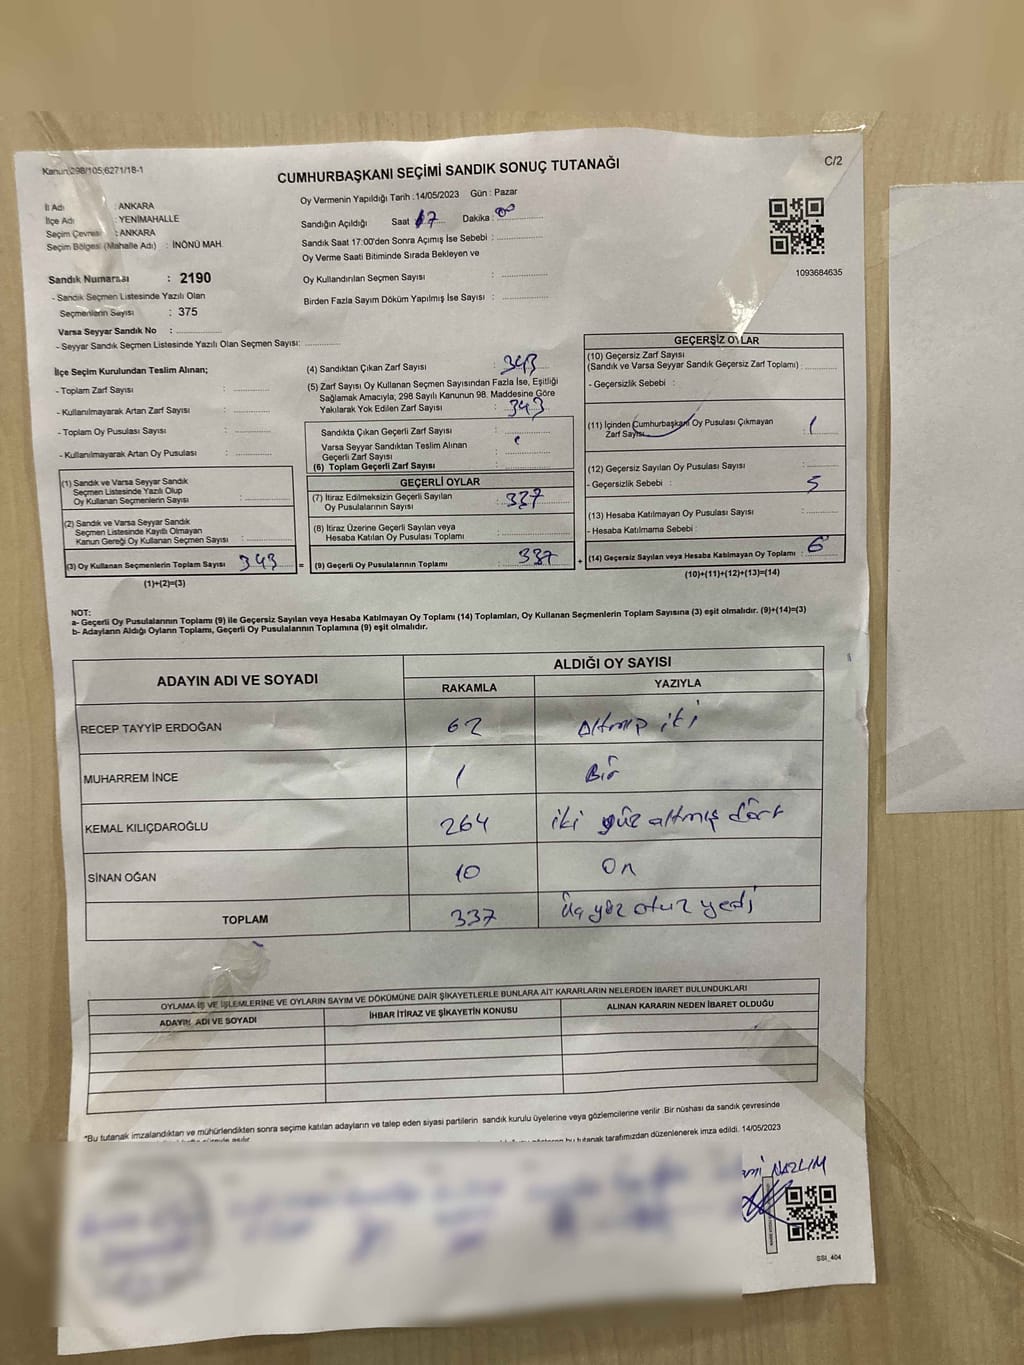 Kanun:298/105;6271/18-1
CUMHURBAŞKANI SEÇİMİ SANDIK SONUÇ TUTANAĞI
C/2
İl Adı : ANKARA
İlçe Adı : YENİMAHALLE
Seçim Çevresi : ANKARA
Seçim Bölgesi (Mahalle Adı) : İNÖNÜ MAH.
Oy Vermenin Yapıldığı Tarih : 14/05/2023 Gün : Pazar
Sandığın Açıldığı Saat 17 Dakika : 00
Sandık Saat 17:00'den Sonra Açımış İse Sebebi :
Oy Verme Saati Bitiminde Sırada Bekleyen ve
Oy Kullandırılan Seçmen Sayısı :
Birden Fazla Sayım Döküm Yapılmış İse Sayısı :
1093684635
Sandık Numarası : 2190
- Sandık Seçmen Listesinde Yazılı Olan
Seçmenlerin Sayısı : 375
Varsa Seyyar Sandık No :
- Seyyar Sandık Seçmen Listesinde Yazılı Olan Seçmen Sayısı:
İlçe Seçim Kurulundan Teslim Alınan;
- Toplam Zarf Sayısı :
- Kullanılmayarak Artan Zarf Sayısı :
- Toplam Oy Pusulası Sayısı :
- Kullanılmayarak Artan Oy Pusulası :
(1) Sandık ve Varsa Seyyar Sandık
Seçmen Listesinde Yazılı Olup
Oy Kullanan Seçmenlerin Sayısı :
(2) Sandık ve Varsa Seyyar Sandık
Seçmen Listesinde Kayıtlı Olmayan
Kanun Gereği Oy Kullanan Seçmen Sayısı :
(3) Oy Kullanan Seçmenlerin Toplam Sayısı 343 =
(1)+(2)=(3)
(4) Sandıktan Çıkan Zarf Sayısı : 343
(5) Zarf Sayısı Oy Kullanan Seçmen Sayısından Fazla İse, Eşitliği
Sağlamak Amacıyla, 298 Sayılı Kanunun 98. Maddesine Göre
Yakılarak Yok Edilen Zarf Sayısı : 343
Sandıkta Çıkan Geçerli Zarf Sayısı :
Varsa Seyyar Sandıktan Teslim Alınan
Geçerli Zarf Sayısı :
(6) Toplam Geçerli Zarf Sayısı :
GEÇERLİ OYLAR
(7) İtiraz Edilmeksizin Geçerli Sayılan
Oy Pusulalarının Sayısı : 337
(8) İtiraz Üzerine Geçerli Sayılan veya
Hesaba Katılan Oy Pusulası Toplamı :
(9) Geçerli Oy Pusulalarının Toplamı : 337 +
GEÇERSİZ OYLAR
(10) Geçersiz Zarf Sayısı
(Sandık ve Varsa Seyyar Sandık Geçersiz Zarf Toplamı) :
- Geçersizlik Sebebi :
(11) İçinden Cumhurbaşkanı Oy Pusulası Çıkmayan
Zarf Sayısı : 1
(12) Geçersiz Sayılan Oy Pusulası Sayısı :
- Geçersizlik Sebebi : 5
(13) Hesaba Katılmayan Oy Pusulası Sayısı :
- Hesaba Katılmama Sebebi :
(14) Geçersiz Sayılan veya Hesaba Katılmayan Oy Toplamı : 6
(10)+(11)+(12)+(13)=(14)
NOT:
a- Geçerli Oy Pusulalarının Toplamı (9) ile Geçersiz Sayılan veya Hesaba Katılmayan Oy Toplamı (14) Toplamları, Oy Kullanan Seçmenlerin Toplam Sayısına (3) eşit olmalıdır. (9)+(14)=(3)
b- Adayların Aldığı Oyların Toplamı, Geçerli Oy Pusulalarının Toplamına (9) eşit olmalıdır.
ADAYIN ADI VE SOYADI ALDIĞI OY SAYISI
RAKAMLA YAZIYLA
RECEP TAYYİP ERDOĞAN 62 Altmış iki
MUHARREM İNCE 1 Bir
KEMAL KILIÇDAROĞLU 264 iki yüz altmış dört
SİNAN OĞAN 10 On
TOPLAM 337 üç yüz otuz yedi
OYLAMA İŞ VE İŞLEMLERİNE VE OYLARIN SAYIM VE DÖKÜMÜNE DAİR ŞİKAYETLERLE BUNLARA AİT KARARLARIN NELERDEN İBARET BULUNDUKLARI
ADAYIN ADI VE SOYADI İHBAR İTİRAZ VE ŞİKAYETİN KONUSU ALINAN KARARIN NEDEN İBARET OLDUĞU
*Bu tutanak imzalandıktan ve mühürlendikten sonra seçime katılan adayların ve talep eden siyasi partilerin sandık kurulu üyelerine veya gözlemcilerine verilir. Bir nüshası da sandık çevresinde
bu tutanak tarafımızdan düzenlenerek imza edildi. 14/05/2023
NAZLIM
SSI_404